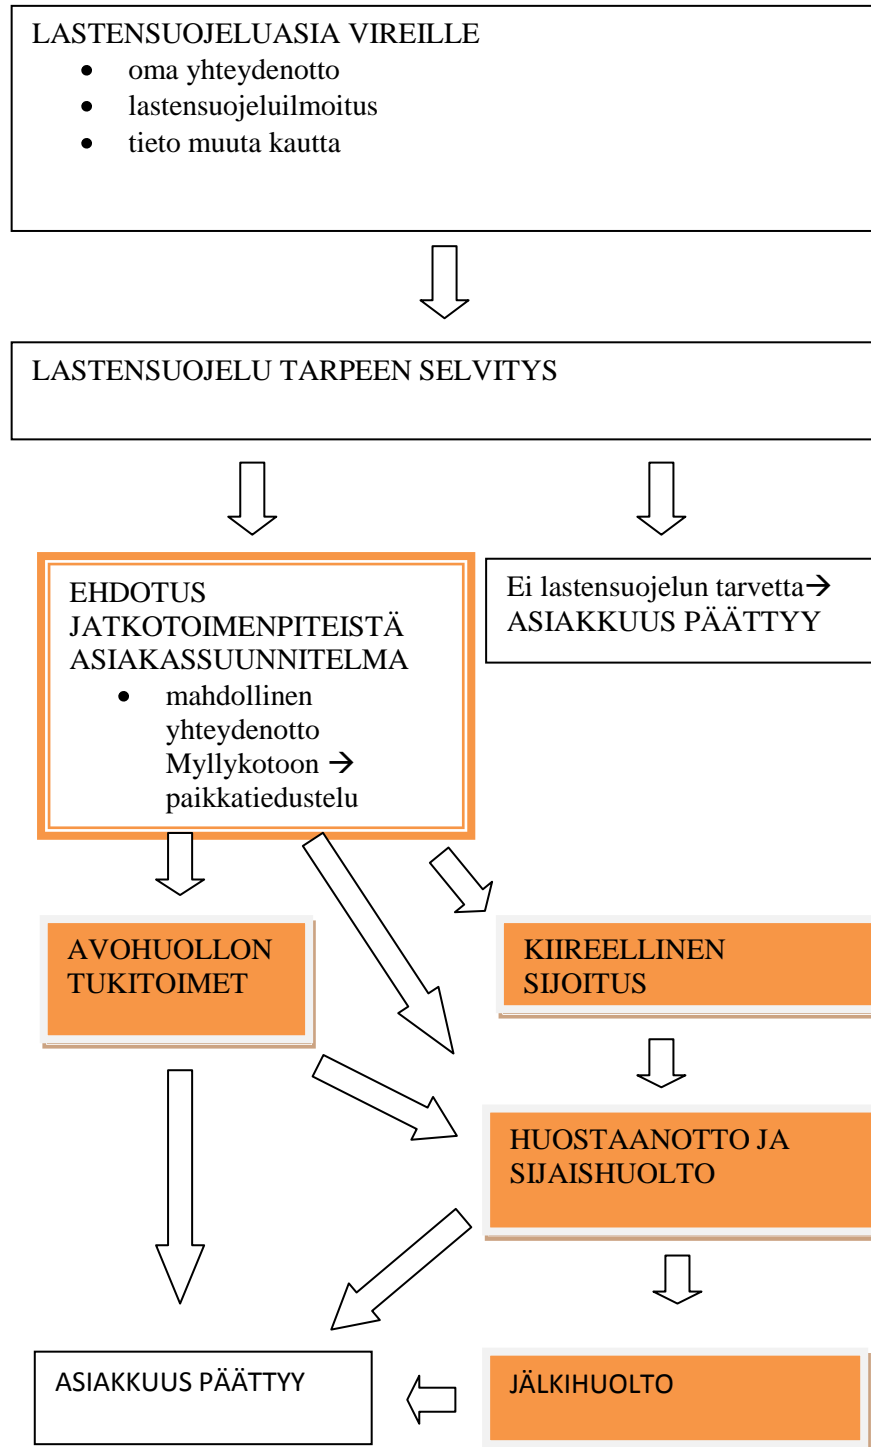 LASTENSUOJELUASIA VIREILLE
• oma yhteydenotto
• lastensuojeluilmoitus
• tieto muuta kautta
LASTENSUOJELU TARPEEN SELVITYS
EHDOTUS
JATKOTOIMENPITEISTÄ
ASIAKASSUUNNITELMA
• mahdollinen
yhteydenotto
Myllykotoon →
paikkatiedustelu
Ei lastensuojelun tarvetta→
ASIAKKUUS PÄÄTTYY
AVOHUOLLON
TUKITOIMET
KIIREELLINEN
SIJOITUS
HUOSTAANOTTO JA
SIJAISHUOLTO
ASIAKKUUS PÄÄTTYY
JÄLKIHUOLTO